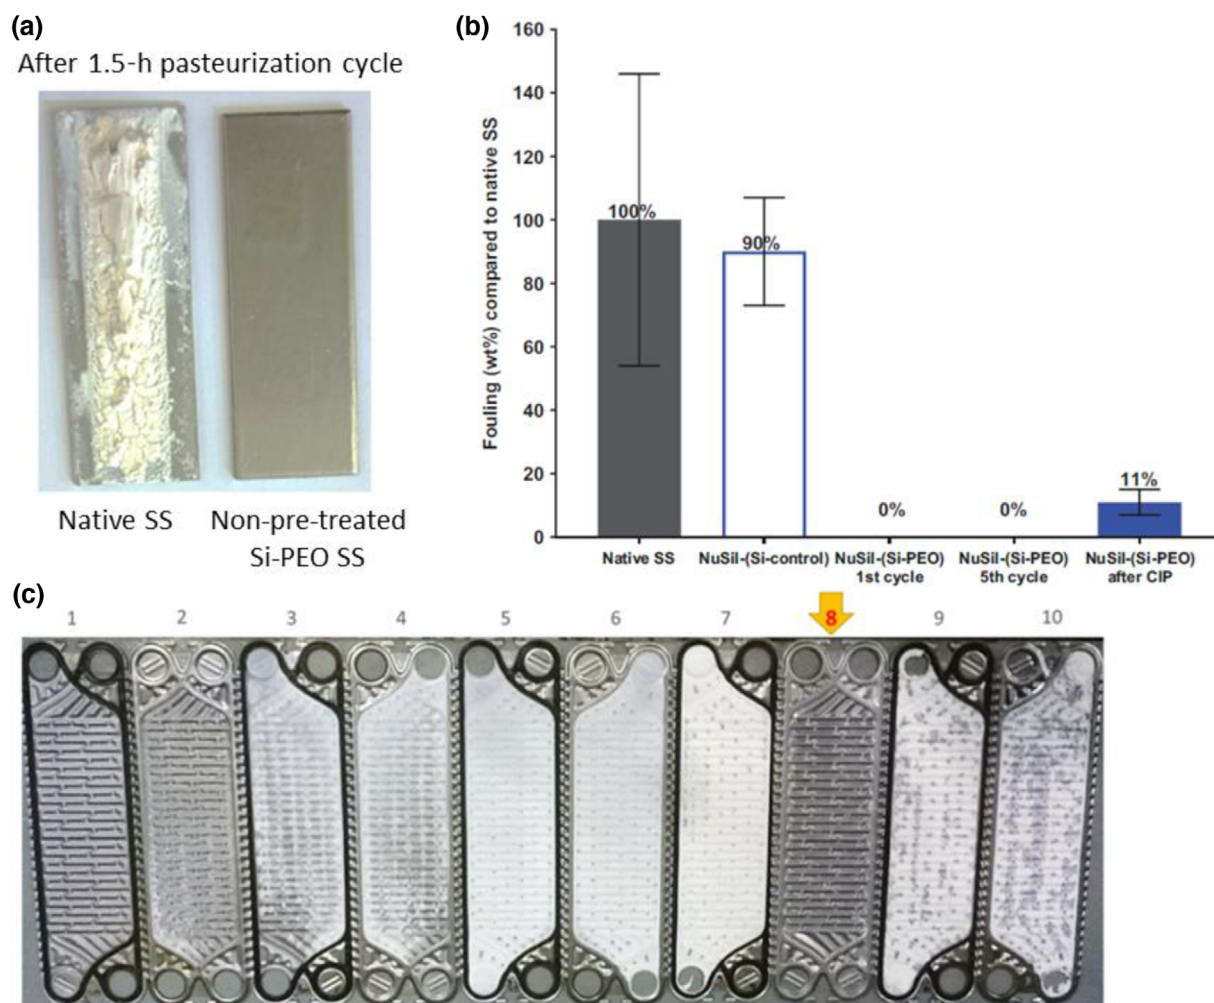 (a)
After 1.5-h pasteurization cycle
Native SS
Non-pre-treated
Si-PEO SS
(b)
Fouling (wt%) compared to native SS
160
140
120
100
80
60
40
20
0
100%
90%
0%
0%
11%
Native SS
NuSil-(Si-control)
NuSil-(Si-PEO)
1st cycle
NuSil-(Si-PEO)
5th cycle
NuSil-(Si-PEO)
after CIP
(c)
1 2 3 4 5 6 7 8 9 10